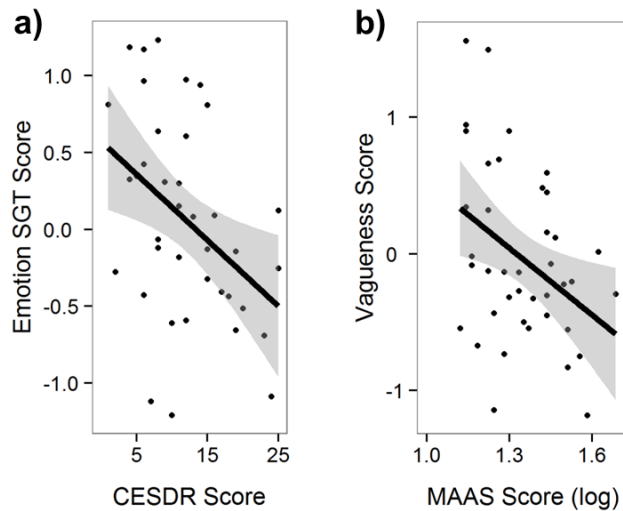 a)
Emotion SGT Score
1.0
0.5
0.0
-0.5
-1.0
5
15
25
CESDR Score
b)
Vagueness Score
1
0
-1
1.0
1.3
1.6
MAAS Score (log)